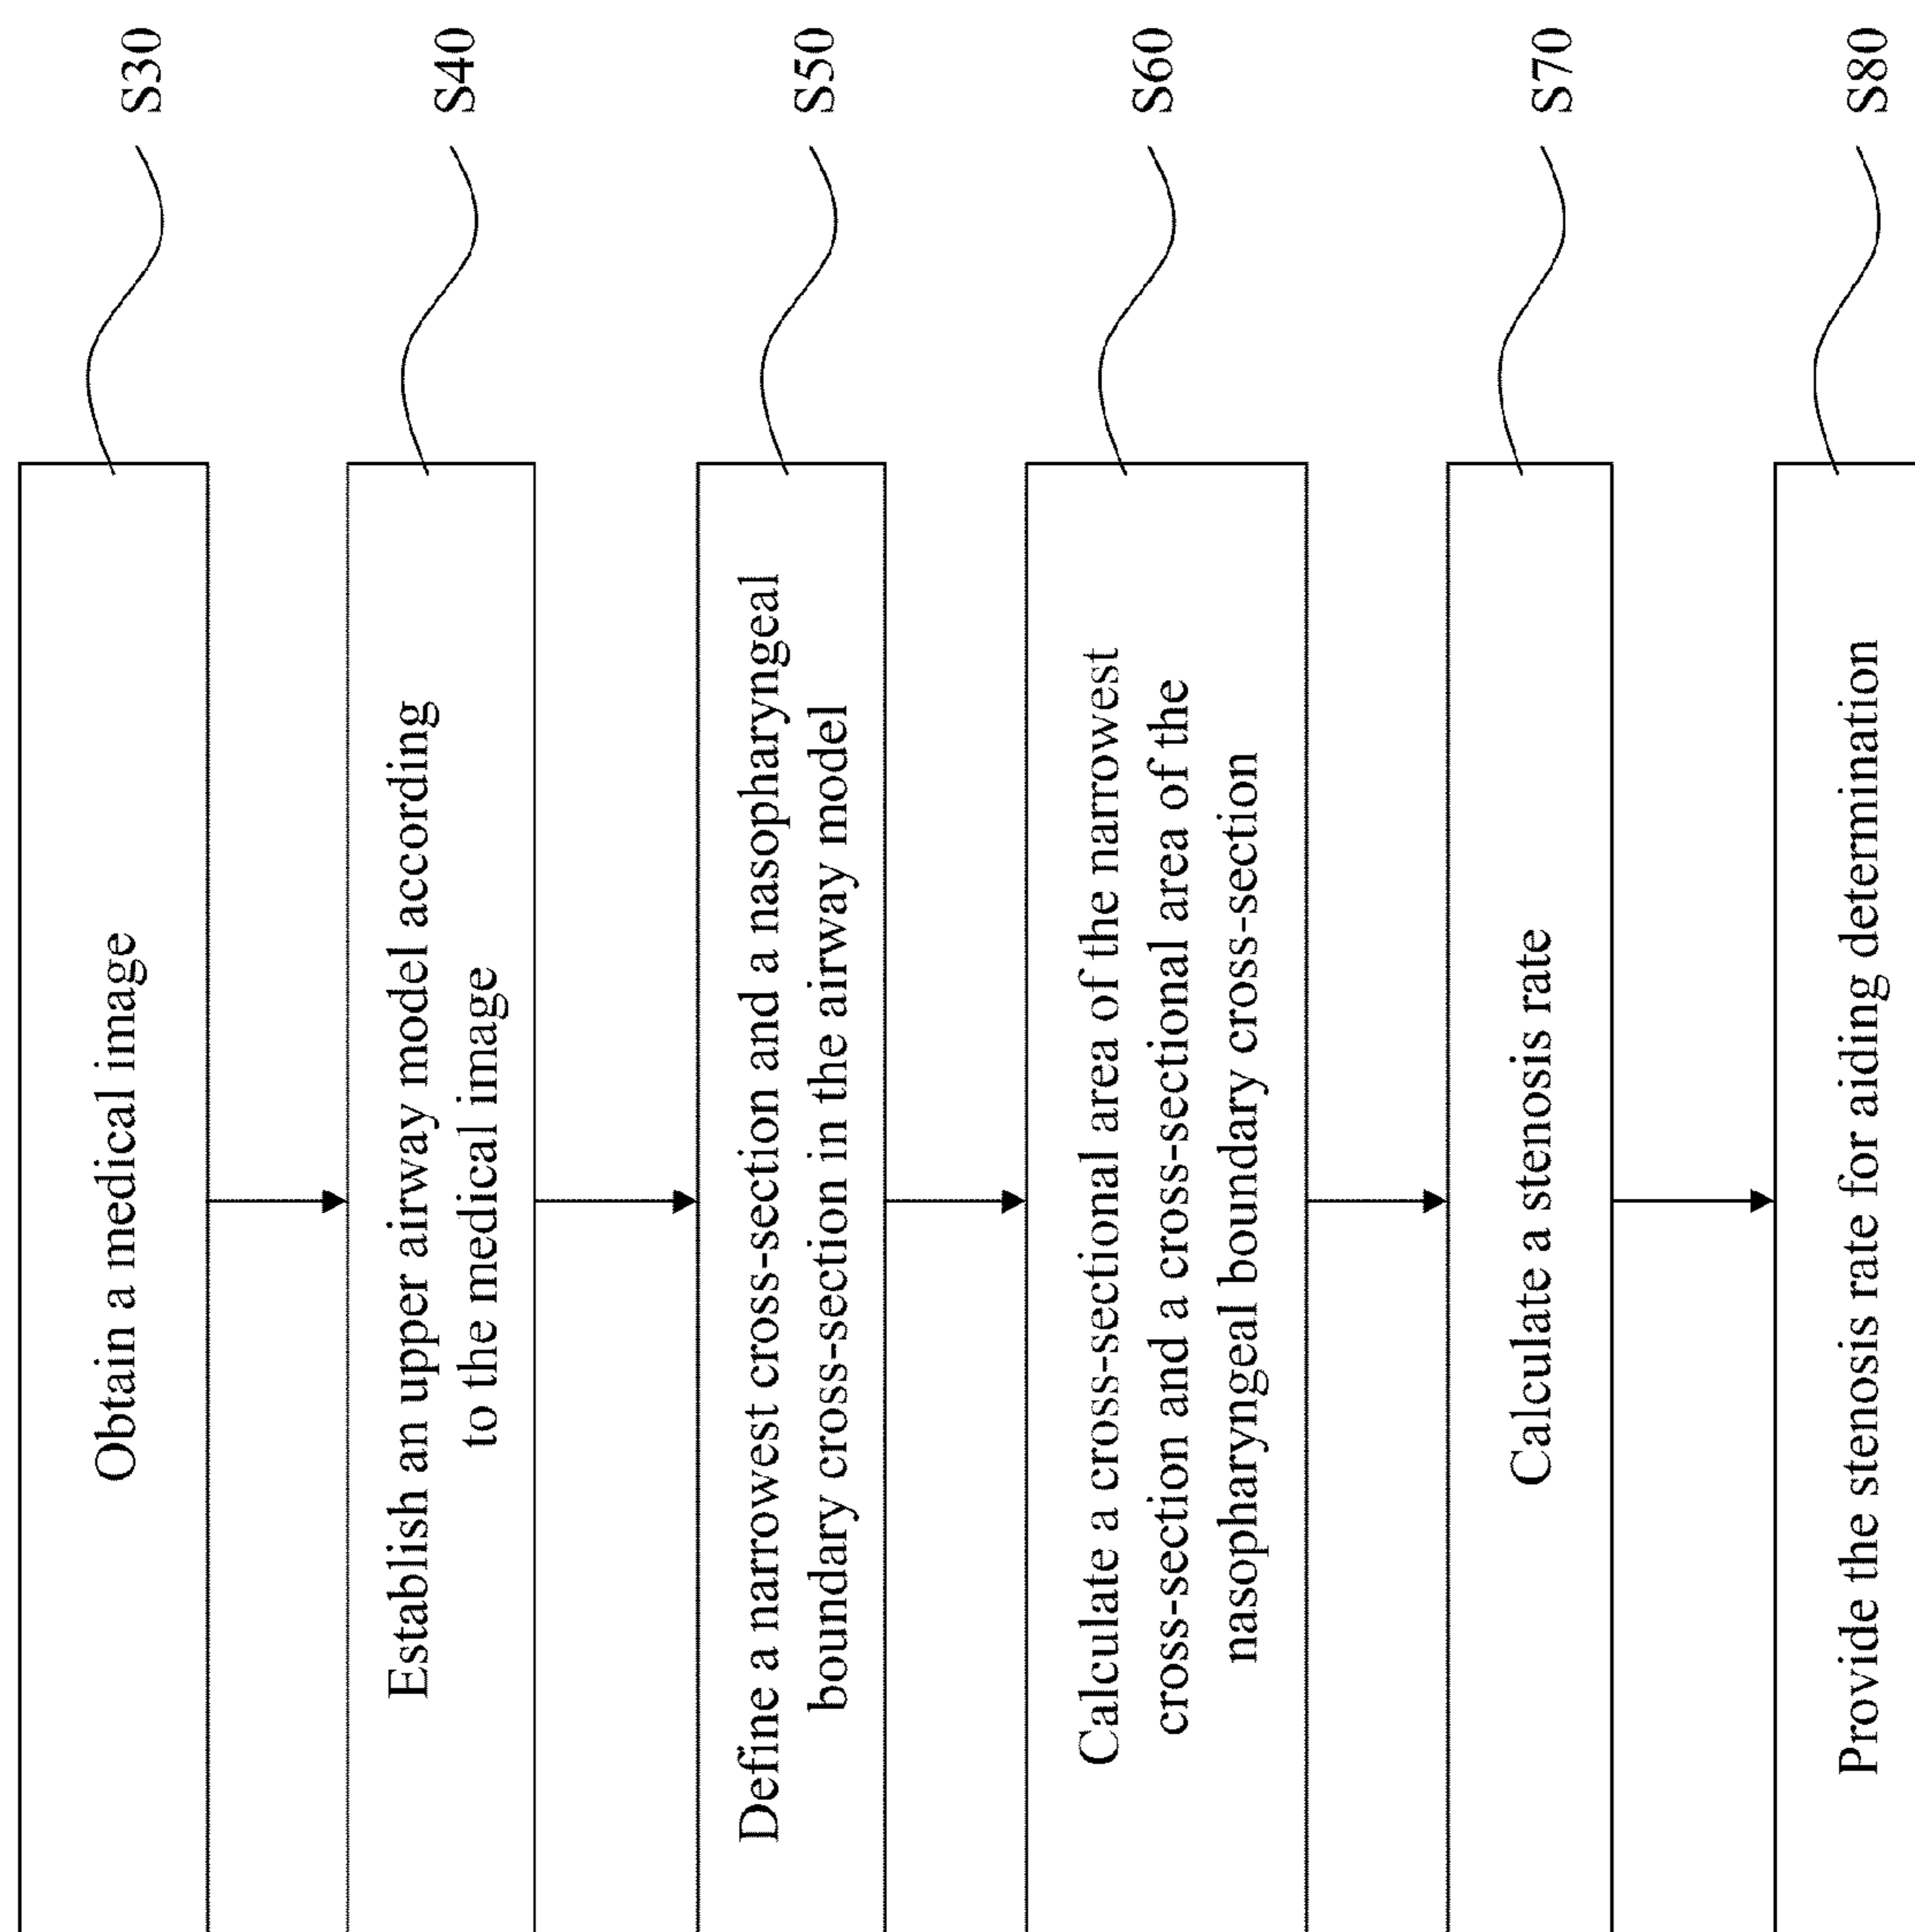 Obtain a medical image
S30
Establish an upper airway model according
to the medical image
S40
Define a narrowest cross-section and a nasopharyngeal
boundary cross-section in the airway model
S50
Calculate a cross-sectional area of the narrowest
cross-section and a cross-sectional area of the
nasopharyngeal boundary cross-section
S60
Calculate a stenosis rate
S70
Provide the stenosis rate for aiding determination
S80